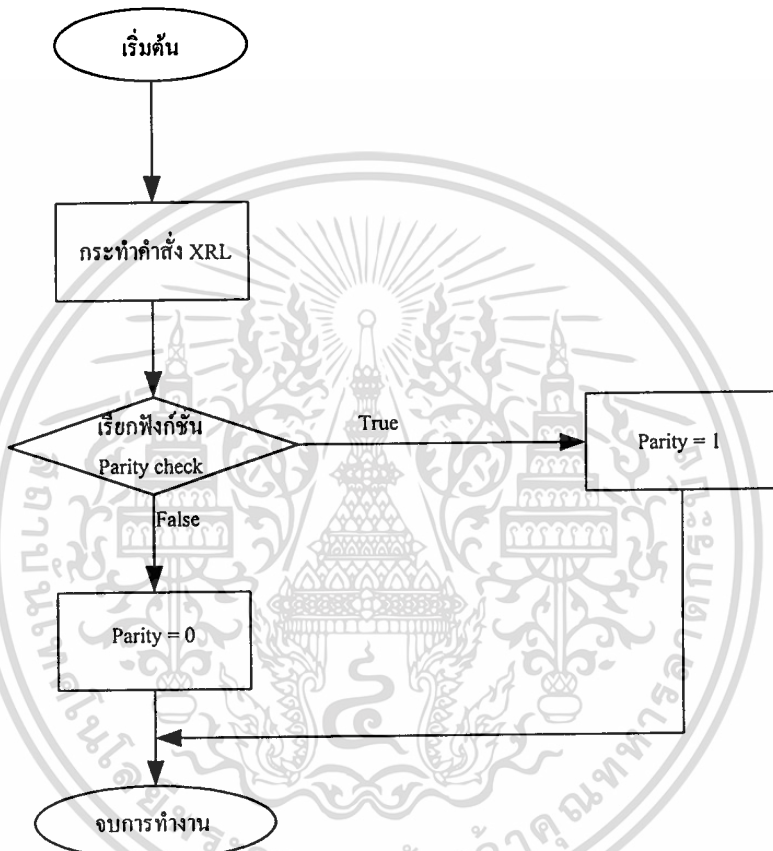 เริ่มต้น
กระทำคำสั่ง XRL
เรียกฟังก์ชั่น
Parity check
True
Parity = 1
False
Parity = 0
จบการทำงาน